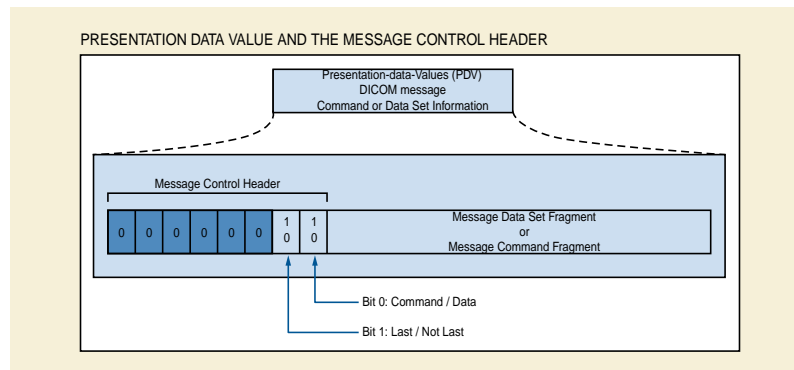 PRESENTATION DATA VALUE AND THE MESSAGE CONTROL HEADER
Presentation-data-Values (PDV)
DICOM message
Command or Data Set Information
Message Control Header
0 0 0 0 0 0 1 1
0 0
Message Data Set Fragment
or
Message Command Fragment
Bit 0: Command / Data
Bit 1: Last / Not Last